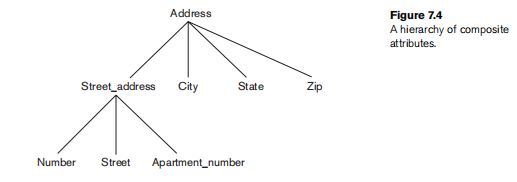 Address
Figure 7.4
A hierarchy of composite
attributes.
Street_address City State Zip
Number Street Apartment_number